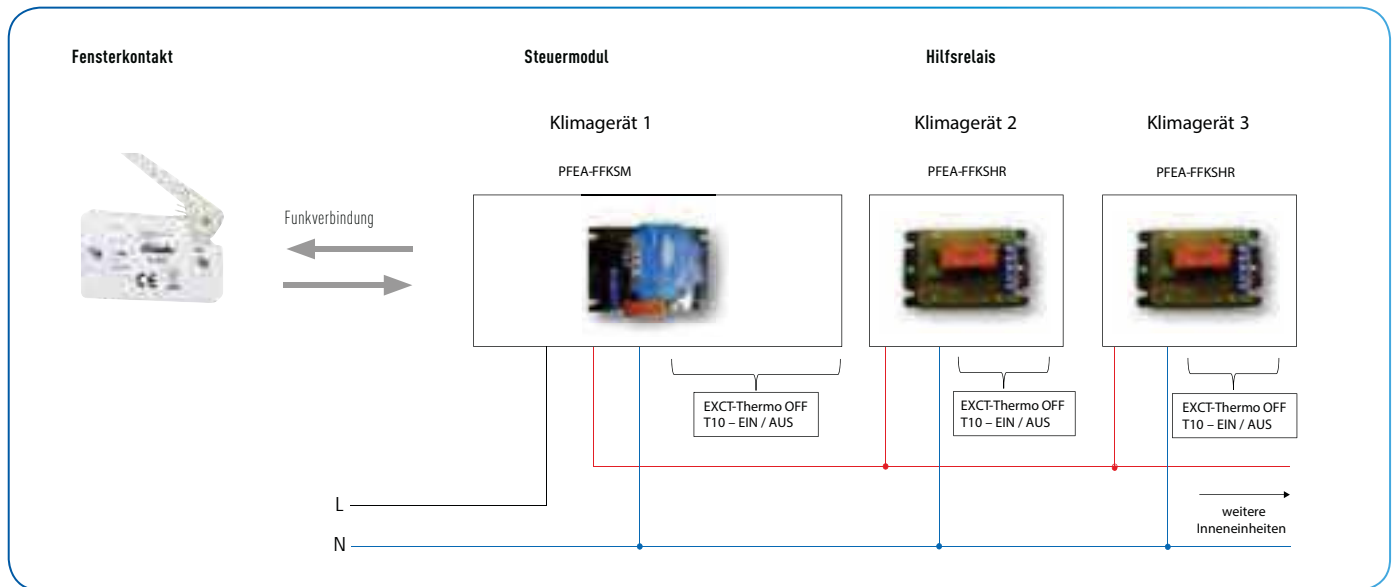 Fensterkontakt
Steuermodul
Hilfsrelais
Klimagerät 1
Klimagerät 2
Klimagerät 3
PFEA-FFKSM
PFEA-FFKSHR
PFEA-FFKSHR
Funkverbindung
CE
EXCT-Thermo OFF
T10 – EIN / AUS
EXCT-Thermo OFF
T10 – EIN / AUS
EXCT-Thermo OFF
T10 – EIN / AUS
L
N
weitere
Inneneinheiten